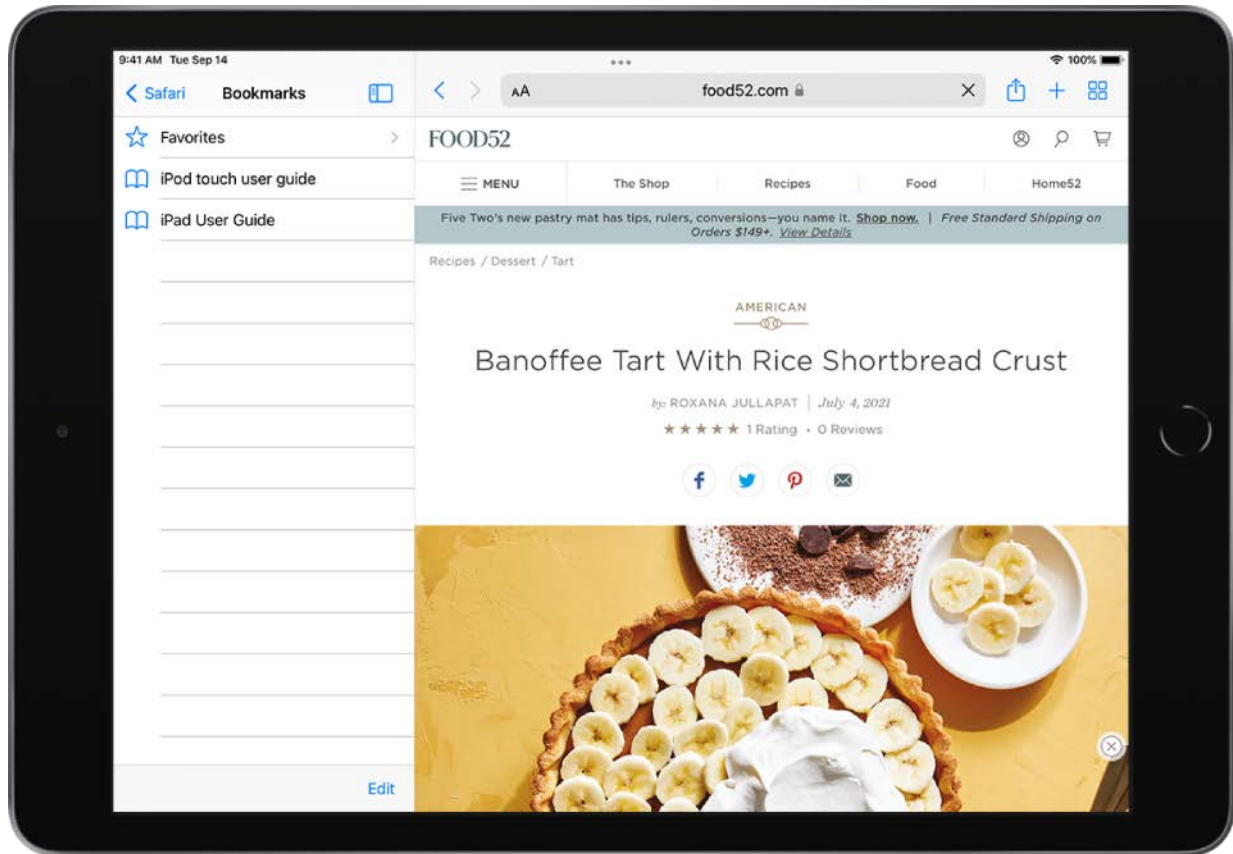 9:41 AM Tue Sep 14
100%
Safari
Bookmarks
AA
food52.com
Favorites
iPod touch user guide
iPad User Guide
Edit
FOOD52
MENU
The Shop
Recipes
Food
Home52
Five Two's new pastry mat has tips, rulers, conversions—you name it. Shop now. | Free Standard Shipping on
Orders $149+. View Details
Recipes / Dessert / Tart
AMERICAN
Banoffee Tart With Rice Shortbread Crust
by: ROXANA JULLAPAT | July 4, 2021
★★★★★ 1 Rating • 0 Reviews